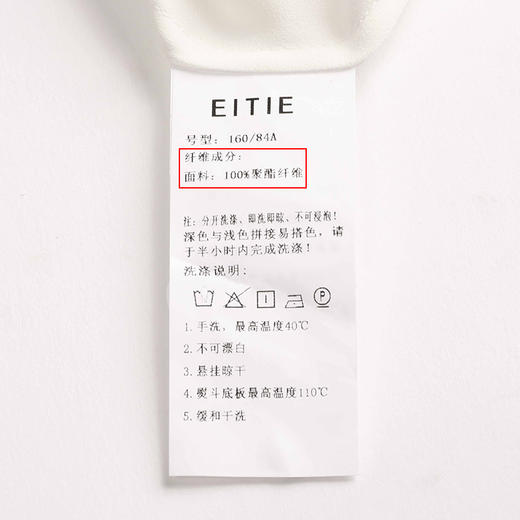 EITIE
号型：160/84A
纤维成分：
面料：100%聚酯纤维
注：分开洗涤、即洗即晾、不可浸泡！
深色与浅色拼接易搭色，请
于半小时内完成洗涤！
洗涤说明：
1.手洗，最高温度40℃
2.不可漂白
3.悬挂晾干
4.熨斗底板最高温度110℃
5.缓和干洗